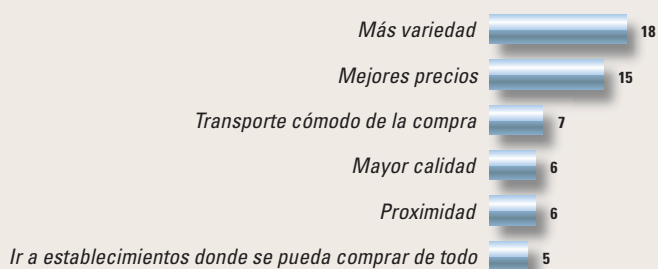 Más variedad 18
Mejores precios 15
Transporte cómodo de la compra 7
Mayor calidad 6
Proximidad 6
Ir a establecimientos donde se pueda comprar de todo 5